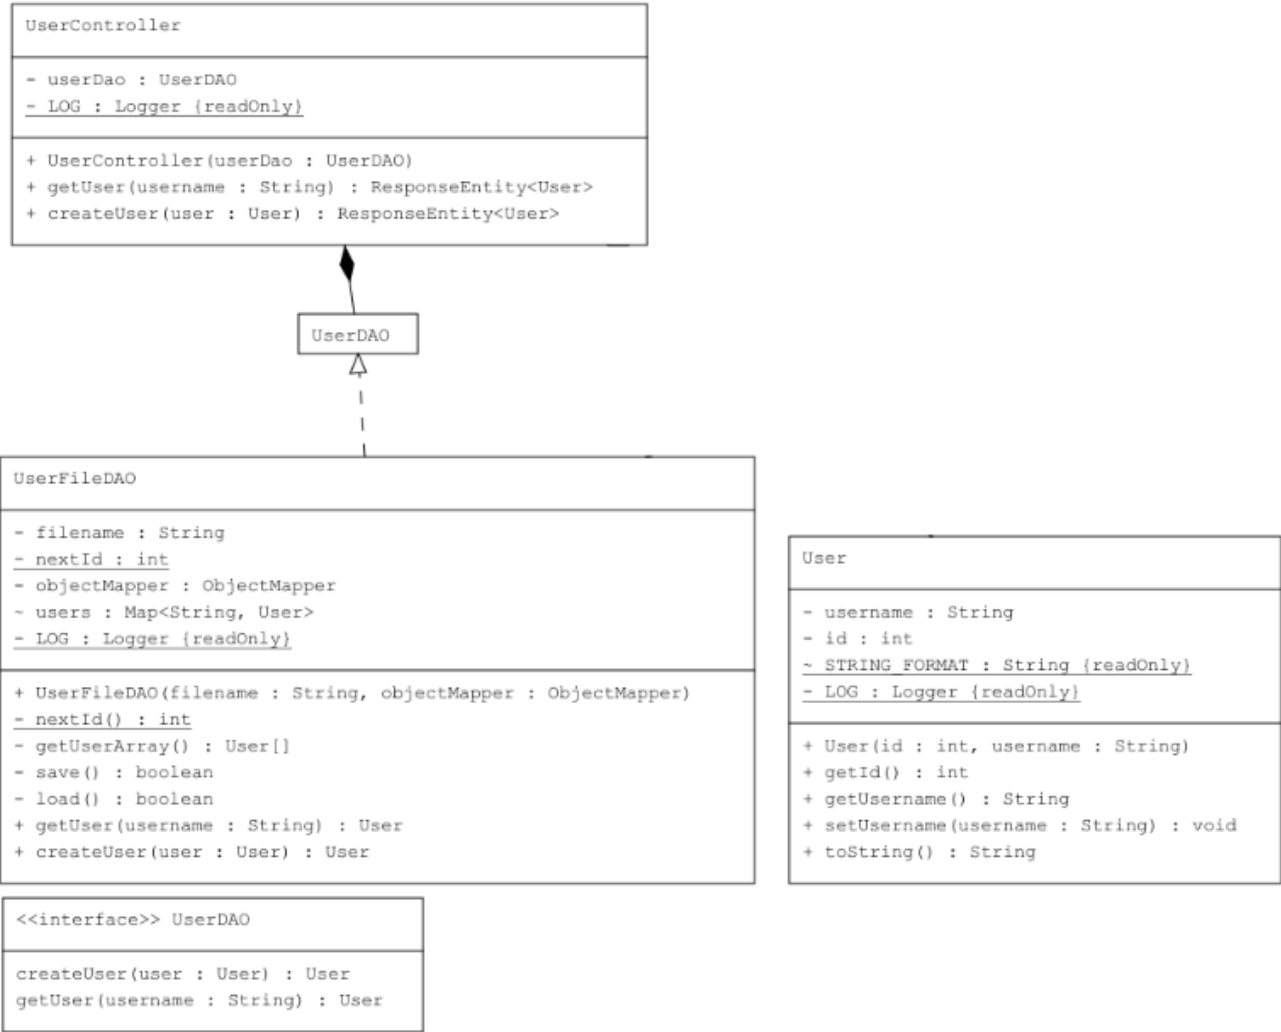 UserController
- userDao : UserDAO
- LOG : Logger {readOnly}
+ UserController(userDao : UserDAO)
+ getUser(username : String) : ResponseEntity<User>
+ createUser(user : User) : ResponseEntity<User>
UserDAO
UserFileDAO
- filename : String
- nextId : int
- objectMapper : ObjectMapper
~ users : Map<String, User>
- LOG : Logger {readOnly}
+ UserFileDAO(filename : String, objectMapper : ObjectMapper)
- nextId() : int
- getUserArray() : User[]
- save() : boolean
- load() : boolean
+ getUser(username : String) : User
+ createUser(user : User) : User
User
- username : String
- id : int
~ STRING_FORMAT : String {readOnly}
- LOG : Logger {readOnly}
+ User(id : int, username : String)
+ getId() : int
+ getUsername() : String
+ setUsername(username : String) : void
+ toString() : String
<<interface>> UserDAO
createUser(user : User) : User
getUser(username : String) : User